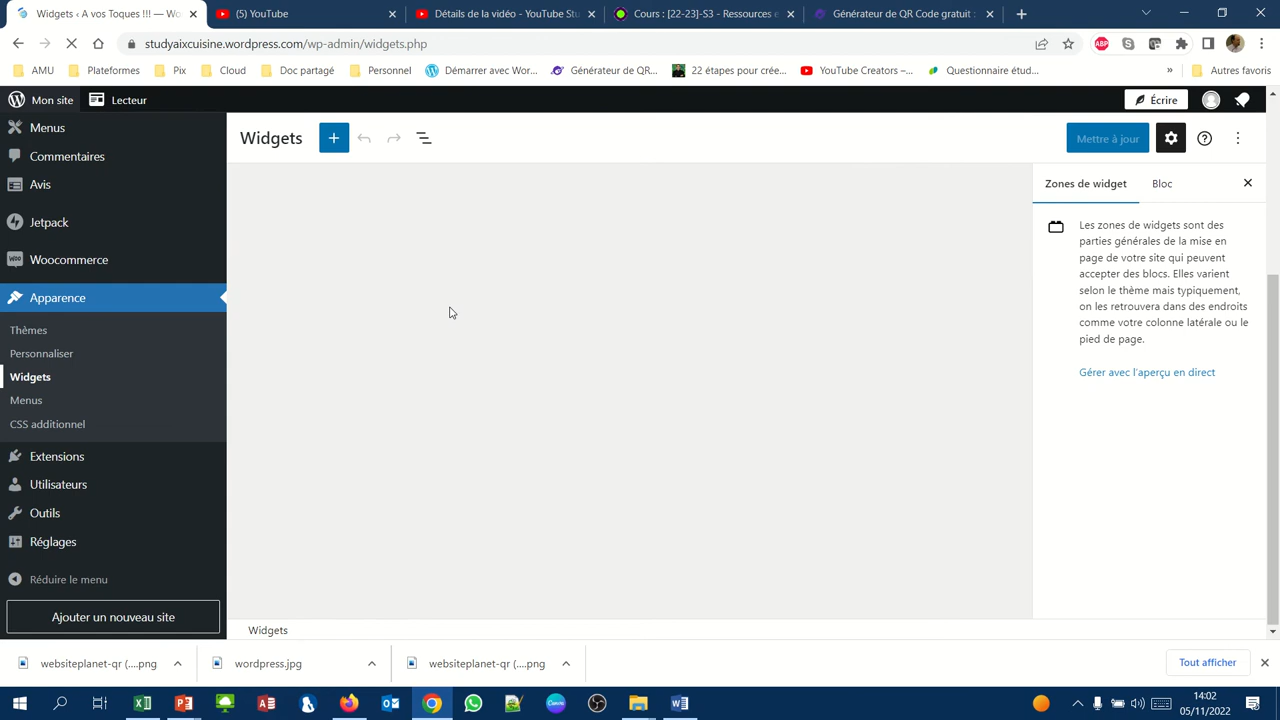 Widgets ‹ A vos Toques !!! — Wo
(5) YouTube
Détails de la vidéo - YouTube Stu
Cours : [22-23]-S3 - Ressources e
Générateur de QR Code gratuit :
studyaixcuisine.wordpress.com/wp-admin/widgets.php
AMU
Plateformes
Pix
Cloud
Doc partagé
Personnel
Démarrer avec Wor...
Générateur de QR...
22 étapes pour crée...
YouTube Creators –...
Questionnaire étud...
»
Autres favoris
Mon site
Lecteur
Écrire
Menus
Commentaires
Avis
Jetpack
Woocommerce
Apparence
Thèmes
Personnaliser
Widgets
Menus
CSS additionnel
Extensions
Utilisateurs
Outils
Réglages
Réduire le menu
Ajouter un nouveau site
Widgets
Mettre à jour
Zones de widget
Bloc
Les zones de widgets sont des
parties générales de la mise en
page de votre site qui peuvent
accepter des blocs. Elles varient
selon le thème mais typiquement,
on les retrouvera dans des endroits
comme votre colonne latérale ou le
pied de page.
Gérer avec l'aperçu en direct
Widgets
websiteplanet-qr (....png
wordpress.jpg
websiteplanet-qr (....png
Tout afficher
14:02
05/11/2022